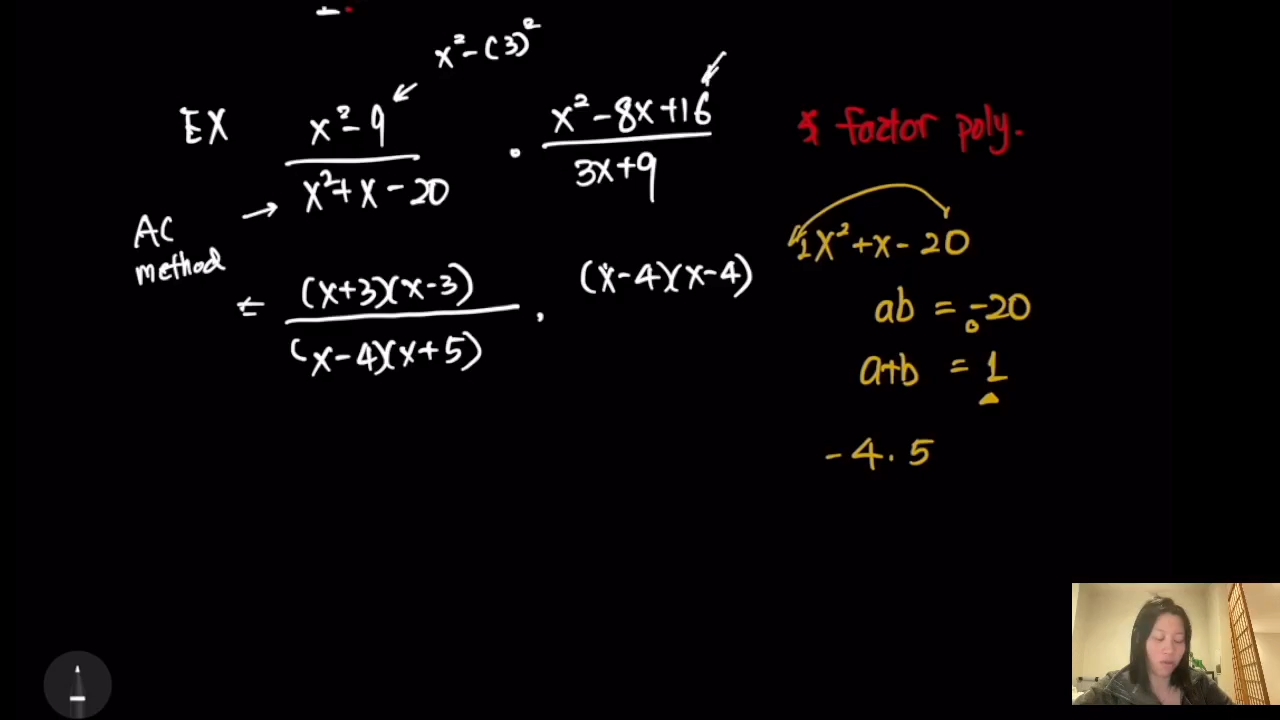 x² - (3)²
EX x² - 9 / x² + x - 20 · x² - 8x + 16 / 3x + 9
* factor poly.
AC method
= (x+3)(x-3) / (x-4)(x+5) · (x-4)(x-4)
1x² + x - 20
ab = -20
a+b = 1
-4 · 5